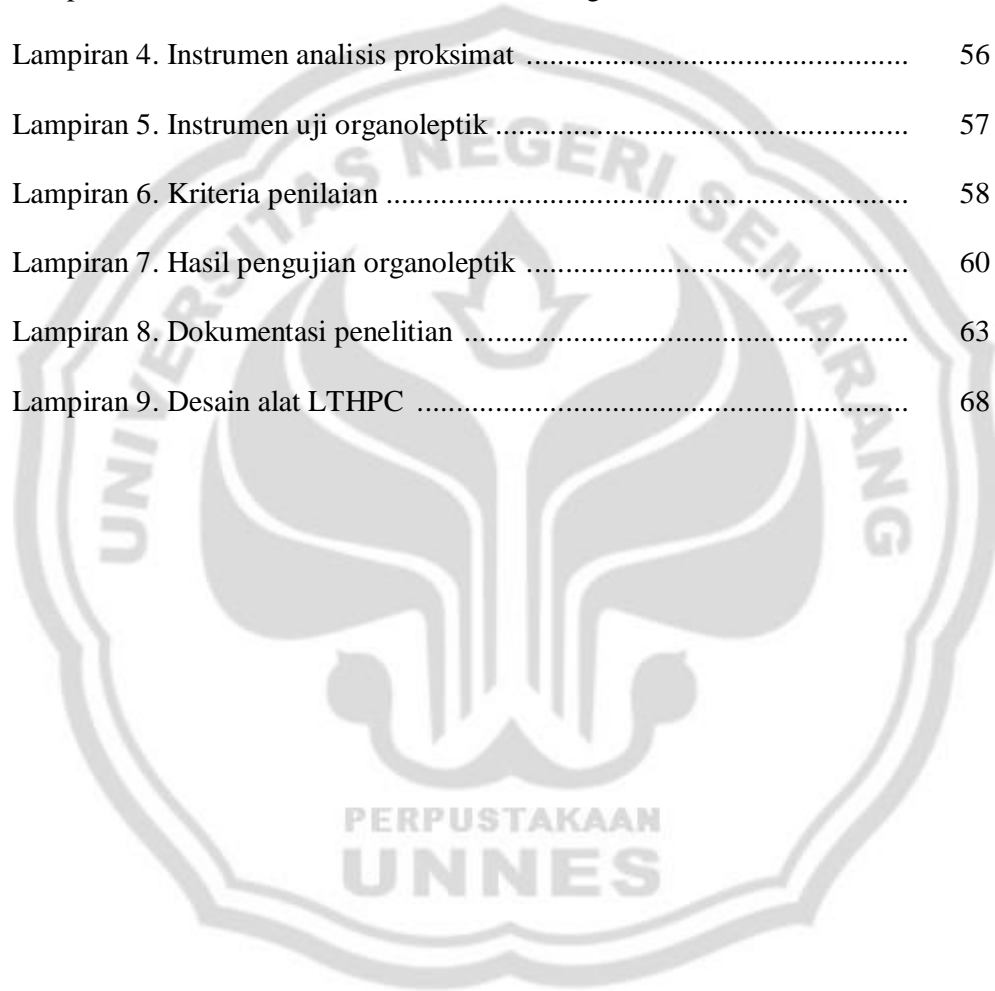 Lampiran 4. Instrumen analisis proksimat .................................................. 56
Lampiran 5. Instrumen uji organoleptik ...................................................... 57
Lampiran 6. Kriteria penilaian .................................................................... 58
Lampiran 7. Hasil pengujian organoleptik .................................................. 60
Lampiran 8. Dokumentasi penelitian .......................................................... 63
Lampiran 9. Desain alat LTHPC ................................................................ 68
UNIVERSITAS NEGERI SEMARANG
PERPUSTAKAAN
UNNES